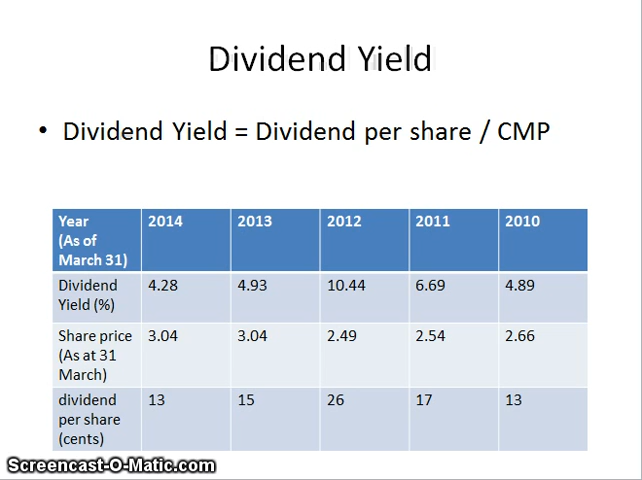 Dividend Yield
• Dividend Yield = Dividend per share / CMP
Year (As of March 31) 2014 2013 2012 2011 2010
Dividend Yield (%) 4.28 4.93 10.44 6.69 4.89
Share price (As at 31 March) 3.04 3.04 2.49 2.54 2.66
dividend per share (cents) 13 15 26 17 13
Screencast-O-Matic.com